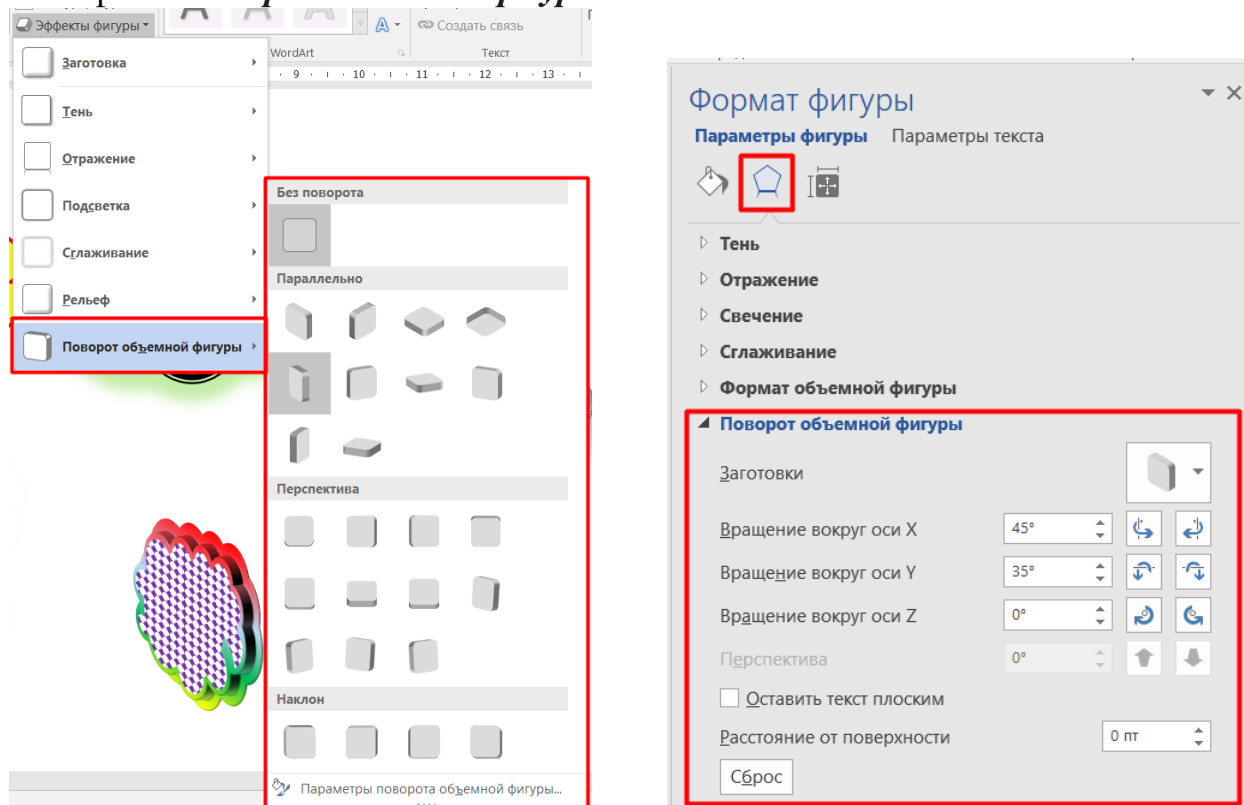 Эффекты фигуры
Создать связь
WordArt
Текст
9 10 11 12 13
Заготовка
Тень
Отражение
Подсветка
Сглаживание
Рельеф
Поворот объемной фигуры
Без поворота
Параллельно
Перспектива
Наклон
Параметры поворота объемной фигуры...
Формат фигуры
Параметры фигуры Параметры текста
Тень
Отражение
Свечение
Сглаживание
Формат объемной фигуры
Поворот объемной фигуры
Заготовки
Вращение вокруг оси X 45°
Вращение вокруг оси Y 35°
Вращение вокруг оси Z 0°
Перспектива 0°
Оставить текст плоским
Расстояние от поверхности 0 пт
Сброс